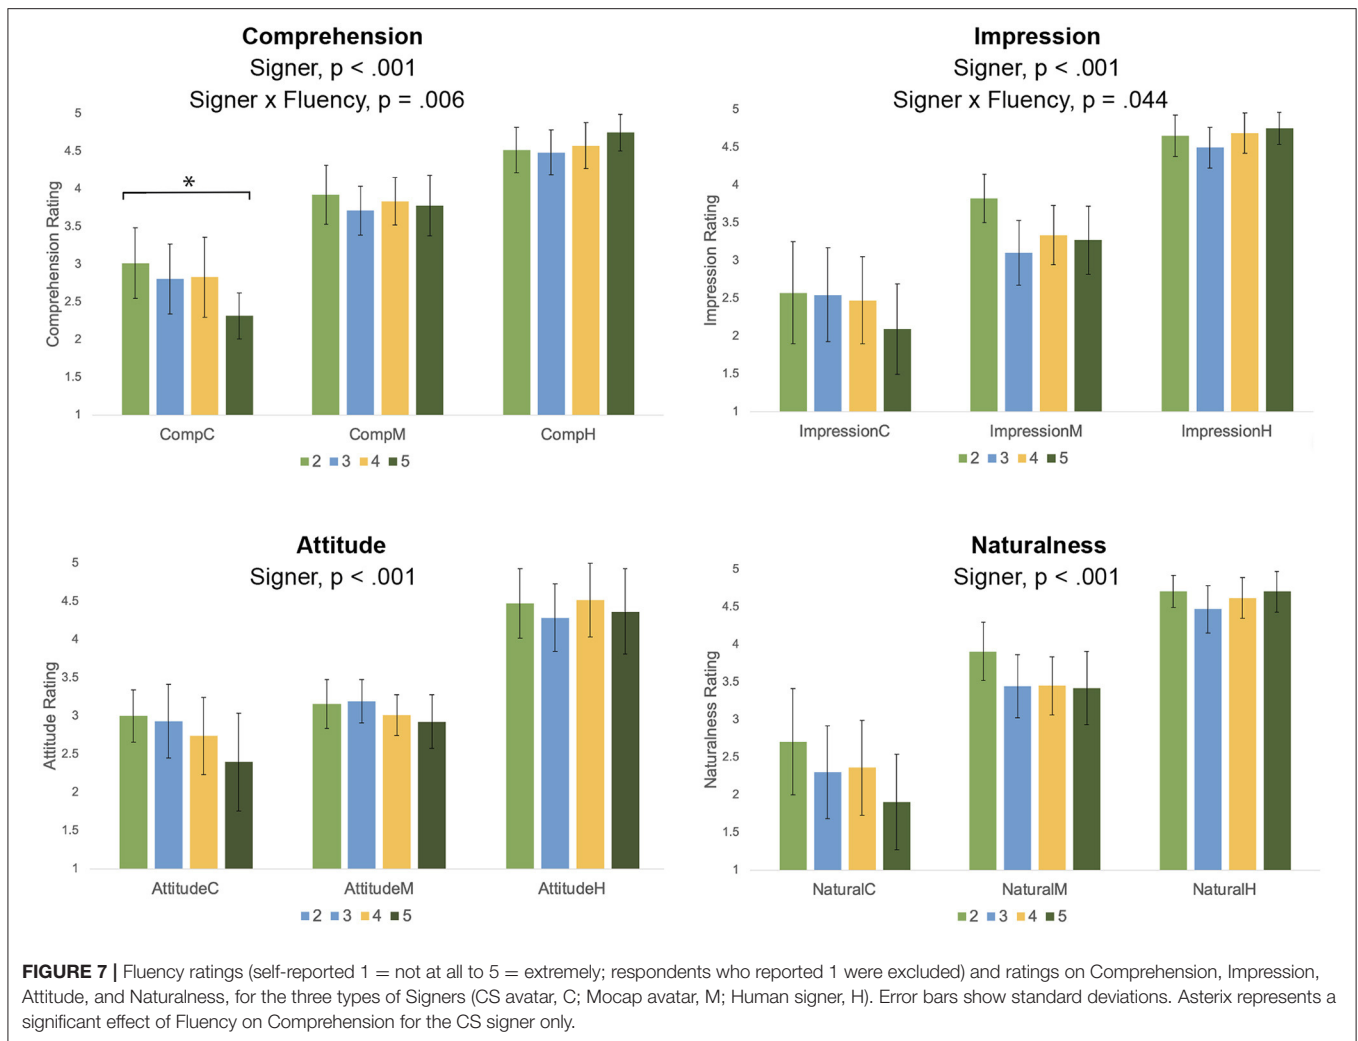 Comprehension
Signer, p < .001
Signer x Fluency, p = .006
Comprehension Rating
5
4.5
4
3.5
3
2.5
2
1.5
1
*
CompC CompM CompH
2 3 4 5
Impression
Signer, p < .001
Signer x Fluency, p = .044
Impression Rating
5
4.5
4
3.5
3
2.5
2
1.5
1
ImpressionC ImpressionM ImpressionH
2 3 4 5
Attitude
Signer, p < .001
Attitude Rating
5
4.5
4
3.5
3
2.5
2
1.5
1
AttitudeC AttitudeM AttitudeH
2 3 4 5
Naturalness
Signer, p < .001
Naturalness Rating
5
4.5
4
3.5
3
2.5
2
1.5
1
NaturalC NaturalM NaturalH
2 3 4 5
FIGURE 7 | Fluency ratings (self-reported 1 = not at all to 5 = extremely; respondents who reported 1 were excluded) and ratings on Comprehension, Impression,
Attitude, and Naturalness, for the three types of Signers (CS avatar, C; Mocap avatar, M; Human signer, H). Error bars show standard deviations. Asterix represents a
significant effect of Fluency on Comprehension for the CS signer only.